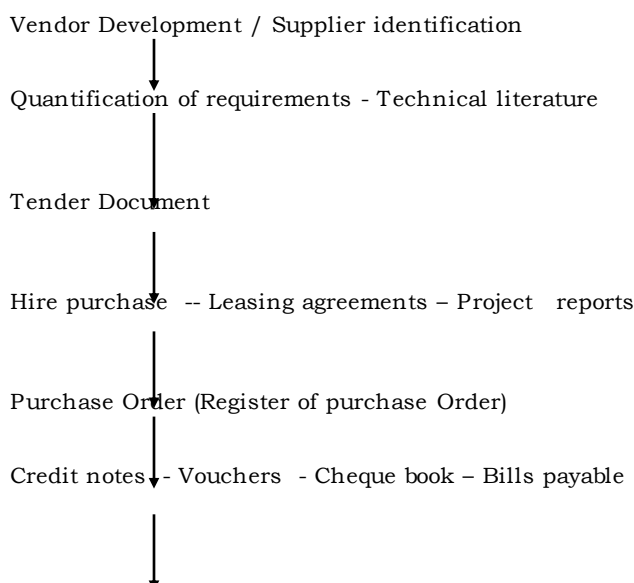 Vendor Development / Supplier identification
Quantification of requirements - Technical literature
Tender Document
Hire purchase -- Leasing agreements – Project reports
Purchase Order (Register of purchase Order)
Credit notes - Vouchers - Cheque book – Bills payable